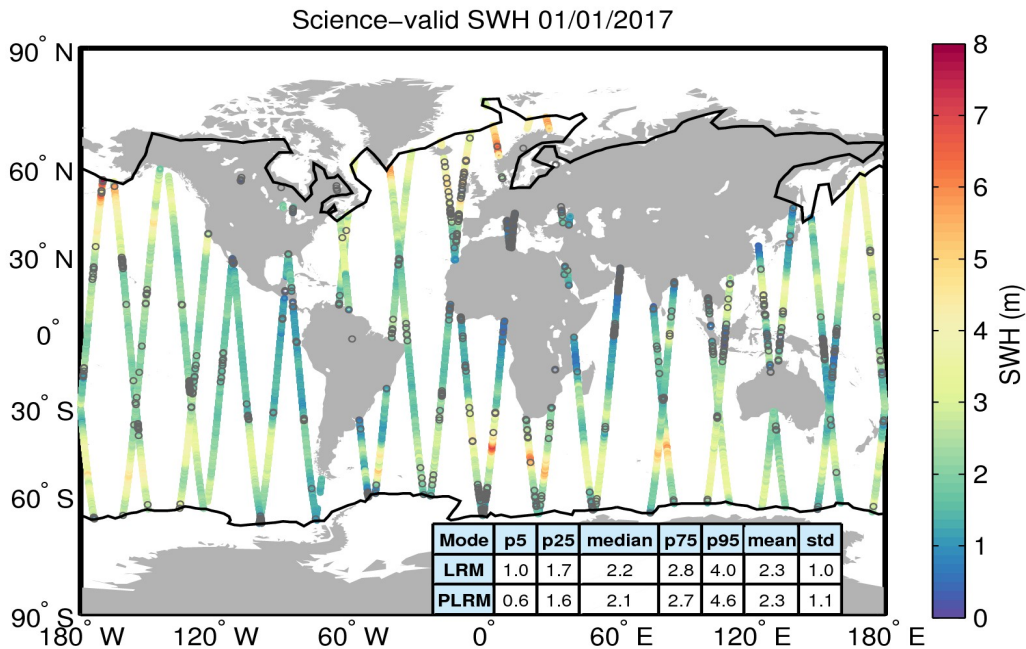 Science−valid SWH 01/01/2017
90° N
60° N
30° N
0°
30° S
60° S
90° S
180° W
120° W
60° W
0°
60° E
120° E
180° E
8
7
6
5
4
3
2
1
0
SWH (m)
Mode p5 p25 median p75 p95 mean std
LRM 1.0 1.7 2.2 2.8 4.0 2.3 1.0
PLRM 0.6 1.6 2.1 2.7 4.6 2.3 1.1